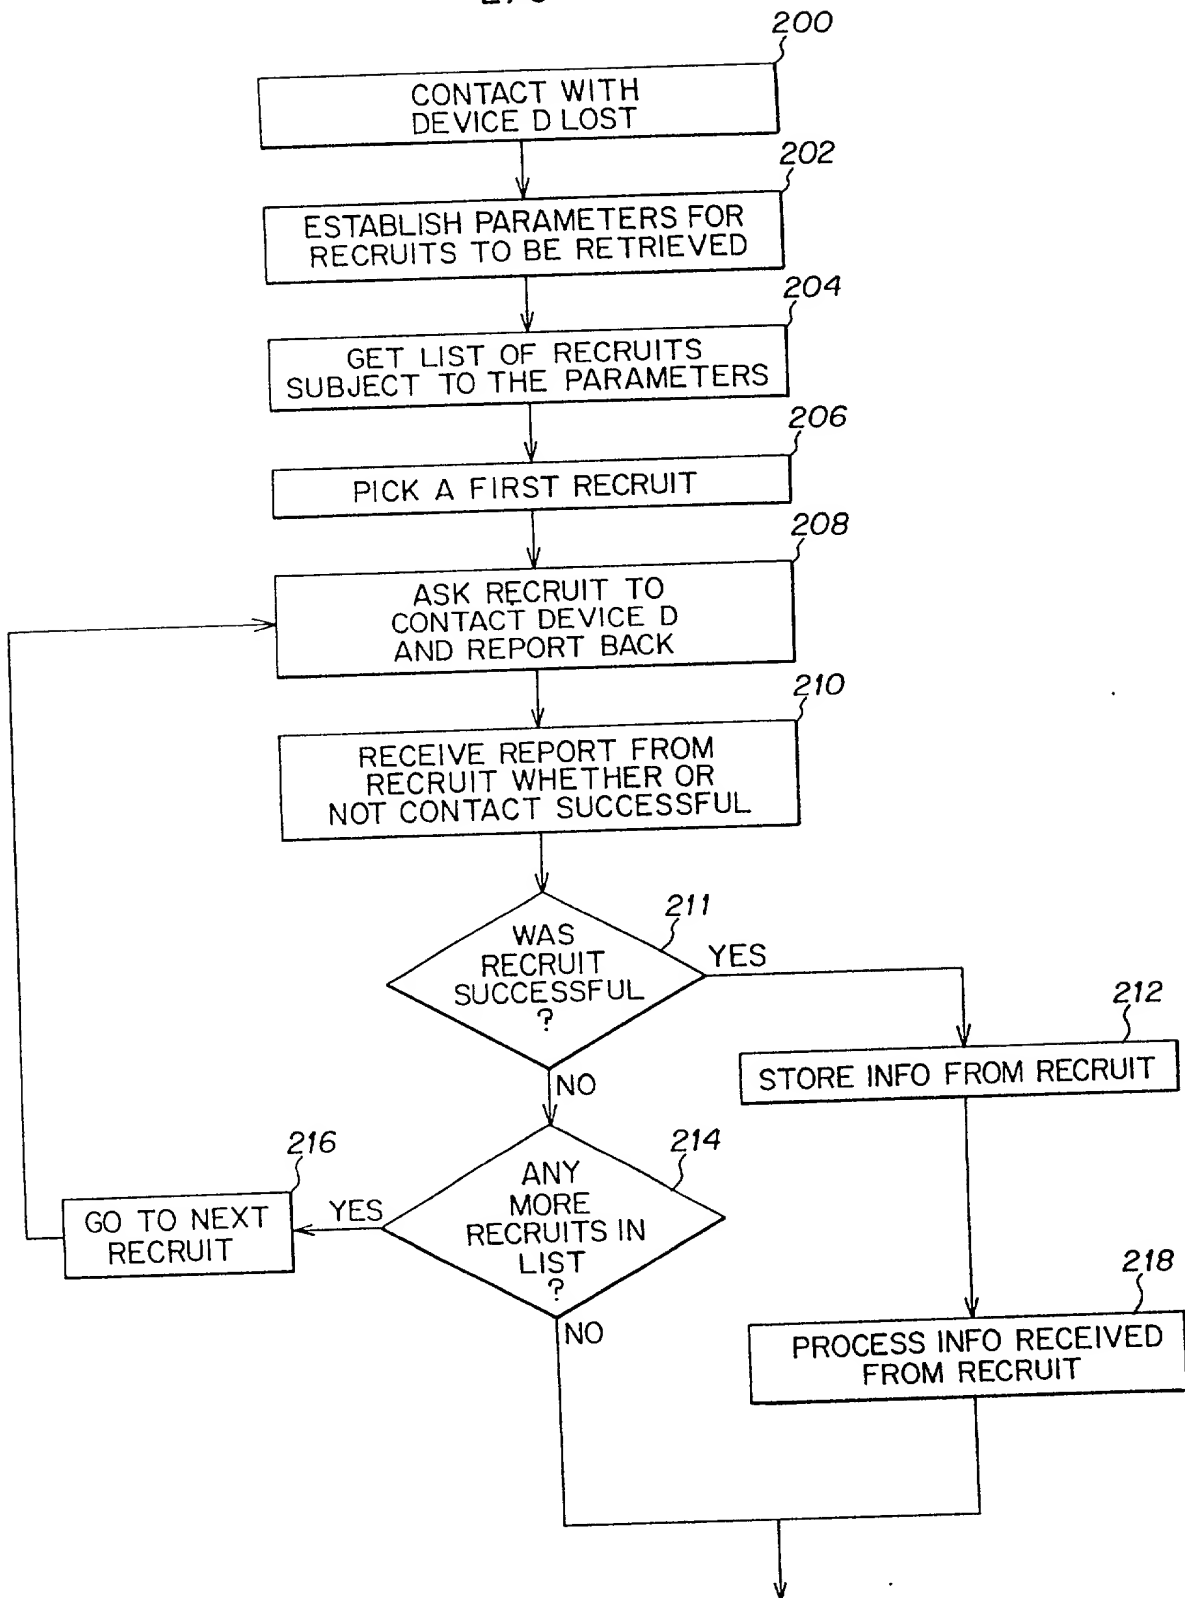 200
CONTACT WITH
DEVICE D LOST
202
ESTABLISH PARAMETERS FOR
RECRUITS TO BE RETRIEVED
204
GET LIST OF RECRUITS
SUBJECT TO THE PARAMETERS
206
PICK A FIRST RECRUIT
208
ASK RECRUIT TO
CONTACT DEVICE D
AND REPORT BACK
210
RECEIVE REPORT FROM
RECRUIT WHETHER OR
NOT CONTACT SUCCESSFUL
211
WAS
RECRUIT
SUCCESSFUL
?
YES
212
STORE INFO FROM RECRUIT
NO
214
ANY
MORE
RECRUITS IN
LIST
?
YES
216
GO TO NEXT
RECRUIT
NO
218
PROCESS INFO RECEIVED
FROM RECRUIT